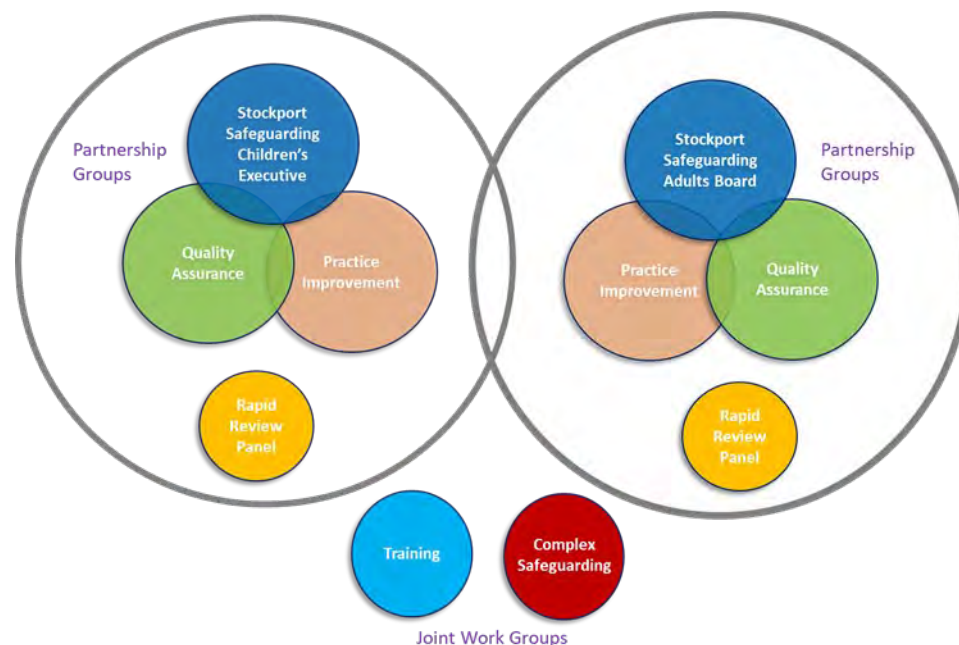 Stockport
Safeguarding
Children's
Executive
Partnership
Groups
Quality
Assurance
Practice
Improvement
Rapid
Review
Panel
Stockport
Safeguarding
Adults Board
Partnership
Groups
Practice
Improvement
Quality
Assurance
Rapid
Review
Panel
Training
Complex
Safeguarding
Joint Work Groups